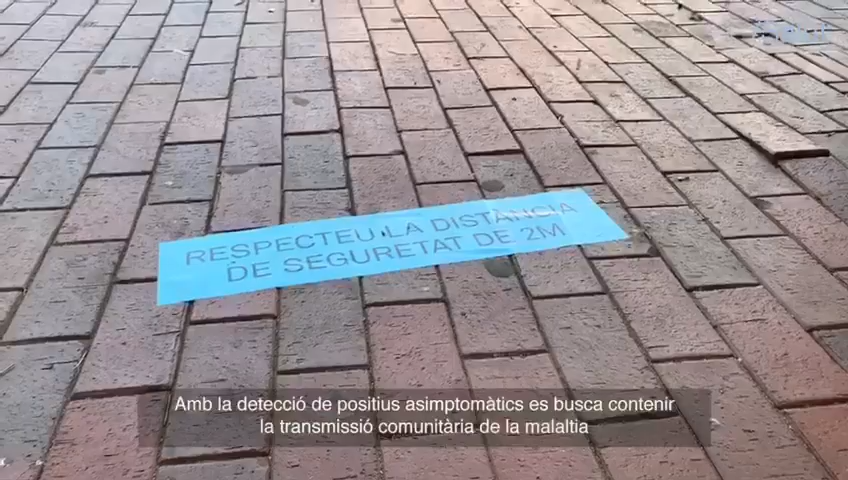 RESPECTEU LA DISTÀNCIA
DE SEGURETAT DE 2M
Amb la detecció de positius asimptomàtics es busca contenir
la transmissió comunitària de la malaltia